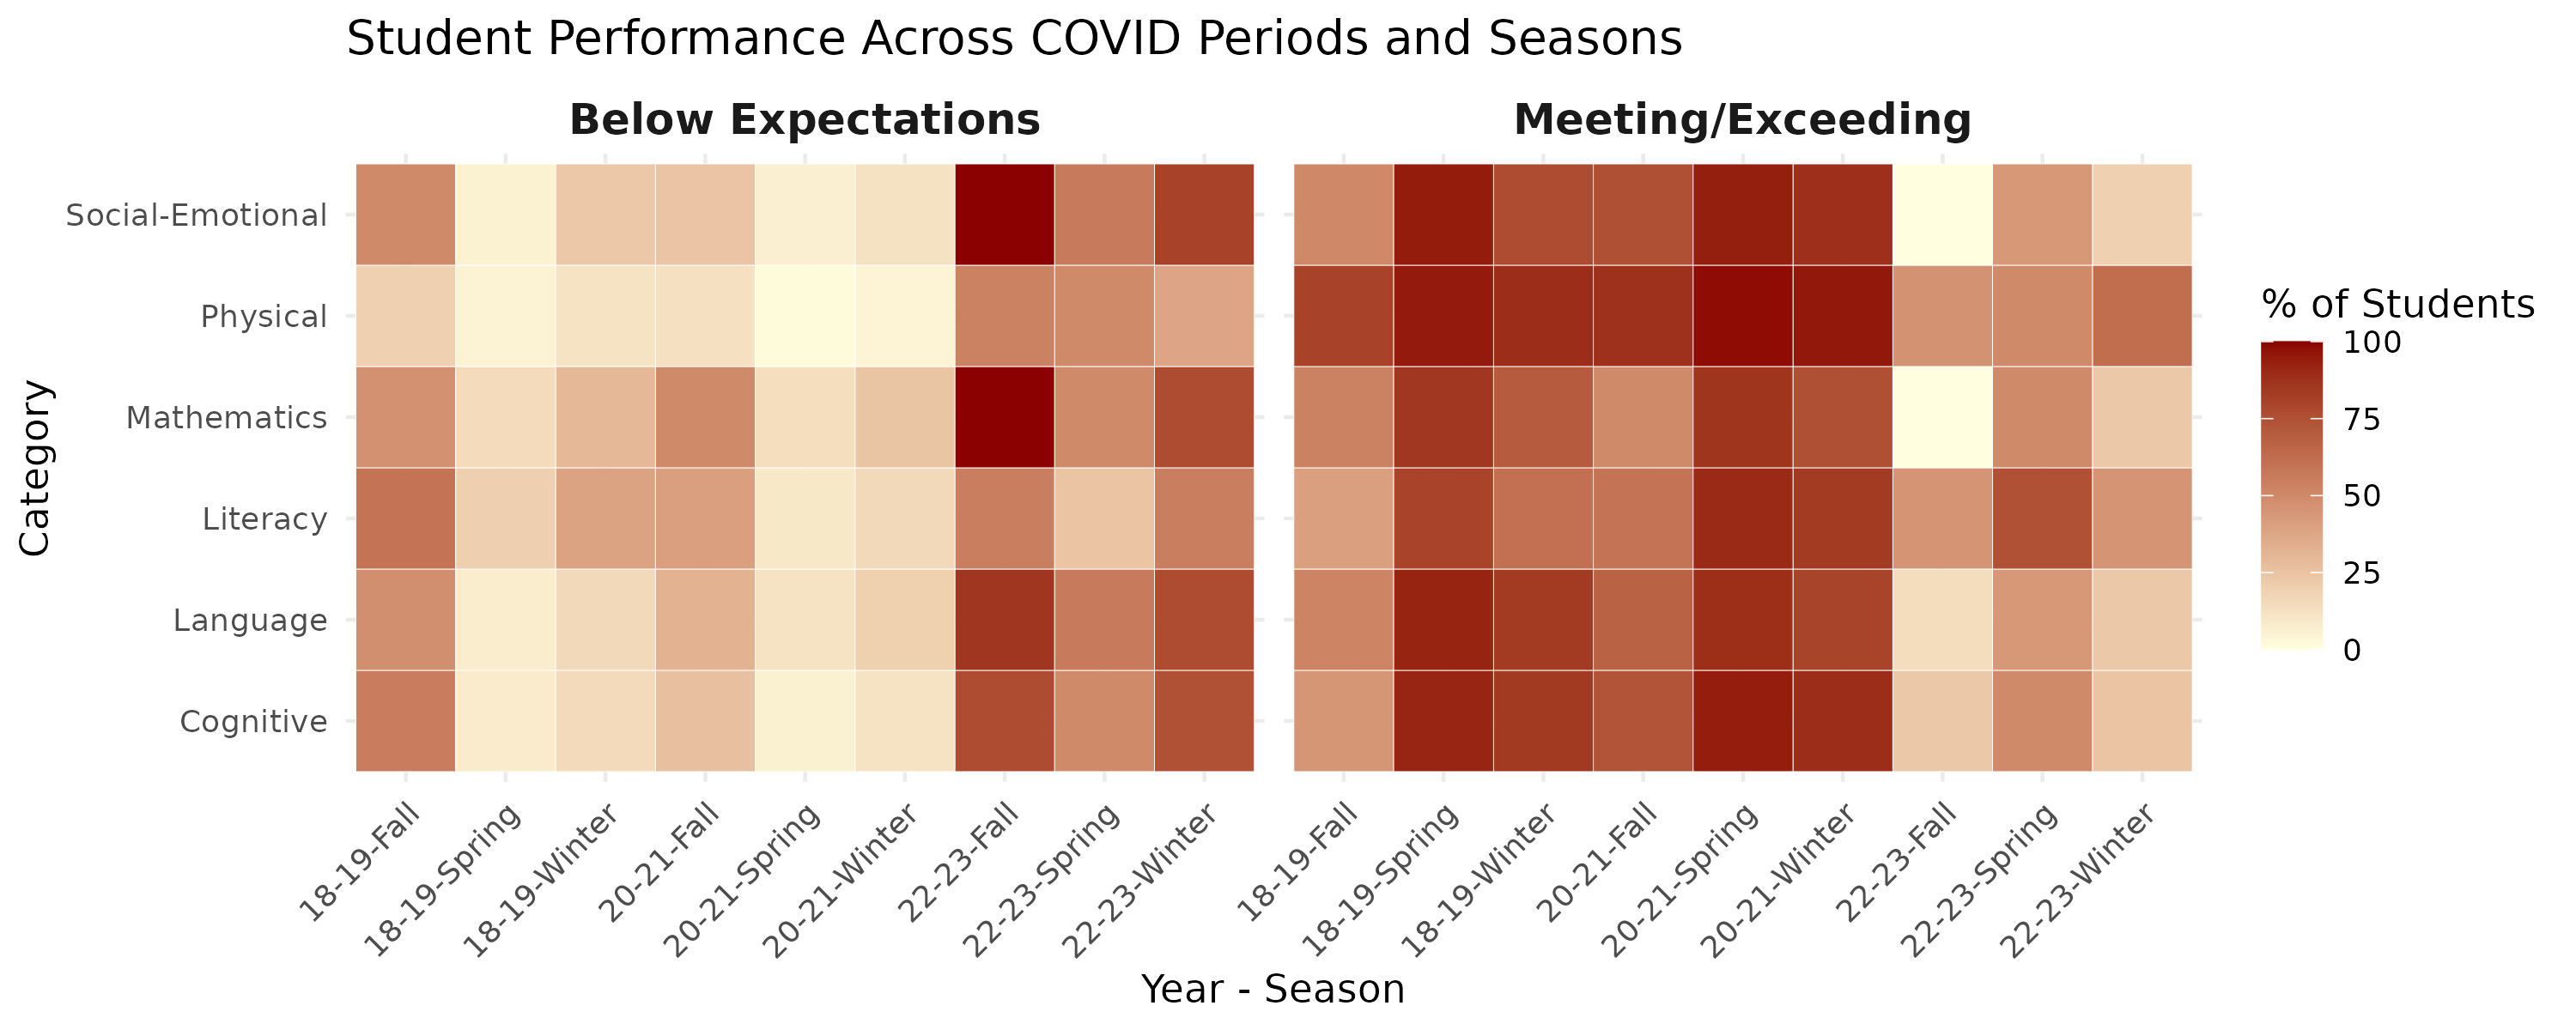 Student Performance Across COVID Periods and Seasons
Below Expectations
Meeting/Exceeding
Category
Social-Emotional
Physical
Mathematics
Literacy
Language
Cognitive
18-19-Fall
18-19-Spring
18-19-Winter
20-21-Fall
20-21-Spring
20-21-Winter
22-23-Fall
22-23-Spring
22-23-Winter
18-19-Fall
18-19-Spring
18-19-Winter
20-21-Fall
20-21-Spring
20-21-Winter
22-23-Fall
22-23-Spring
22-23-Winter
Year - Season
% of Students
100
75
50
25
0